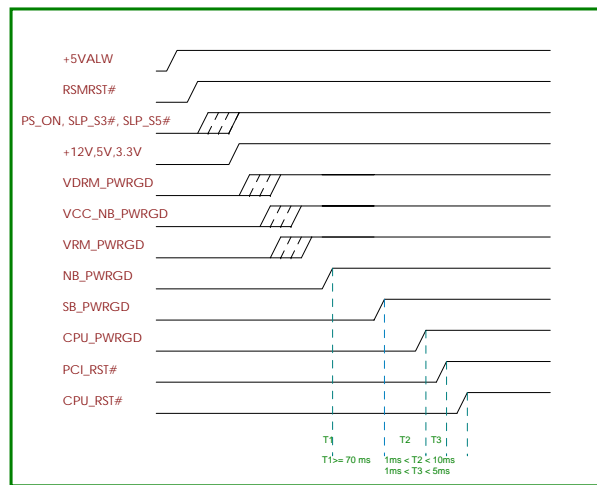 +5VALW
RSMRST#
PS_ON, SLP_S3#, SLP_S5#
+12V,5V,3.3V
VDRM_PWRGD
VCC_NB_PWRGD
VRM_PWRGD
NB_PWRGD
SB_PWRGD
CPU_PWRGD
PCI_RST#
CPU_RST#
T1 T2 T3
T1>= 70 ms 1ms < T2 < 10ms
1ms < T3 < 5ms